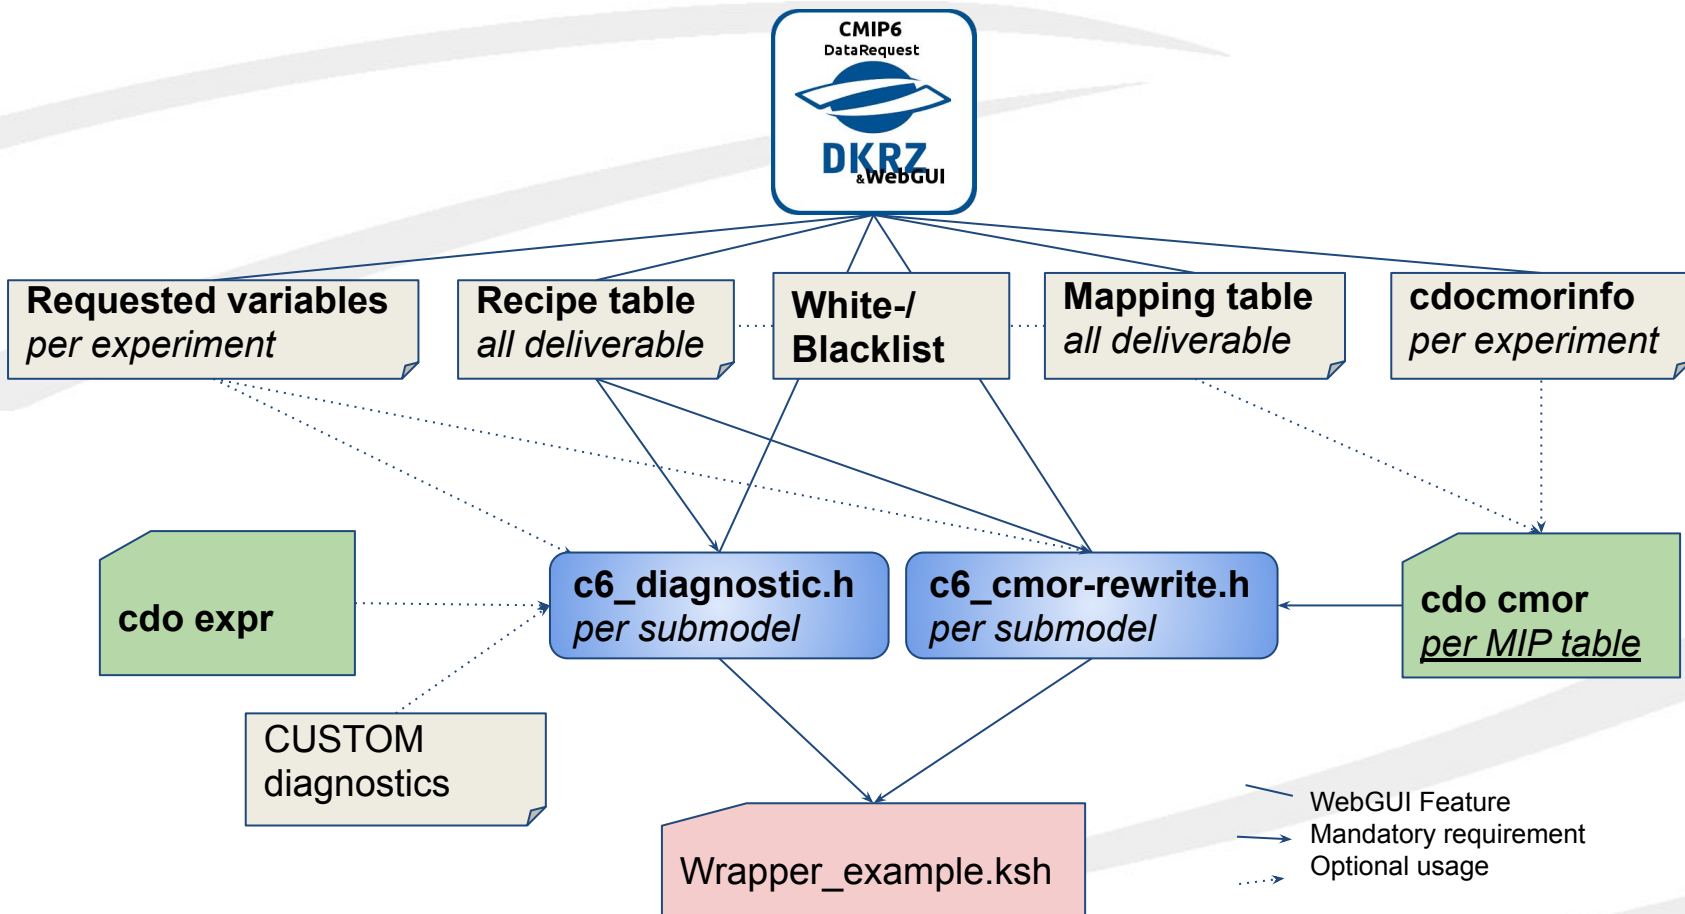 CMIP6
DataRequest
DKRZ
&WebGUI
Requested variables
per experiment
Recipe table
all deliverable
White-/
Blacklist
Mapping table
all deliverable
cdocmorinfo
per experiment
cdo expr
c6_diagnostic.h
per submodel
c6_cmor-rewrite.h
per submodel
cdo cmor
per MIP table
CUSTOM
diagnostics
Wrapper_example.ksh
WebGUI Feature
Mandatory requirement
Optional usage